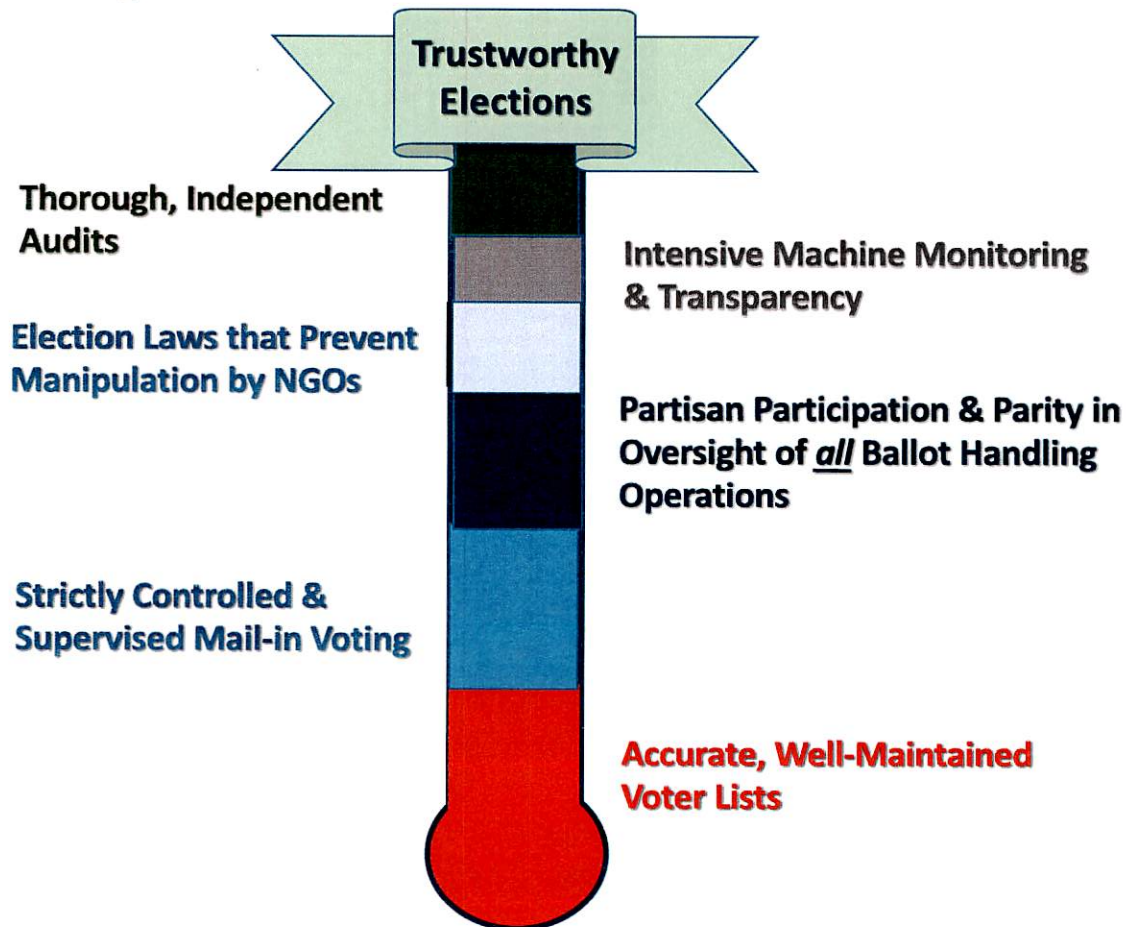 Trustworthy
Elections
Thorough, Independent
Audits
Intensive Machine Monitoring
& Transparency
Election Laws that Prevent
Manipulation by NGOs
Partisan Participation & Parity in
Oversight of all Ballot Handling
Operations
Strictly Controlled &
Supervised Mail-in Voting
Accurate, Well-Maintained
Voter Lists